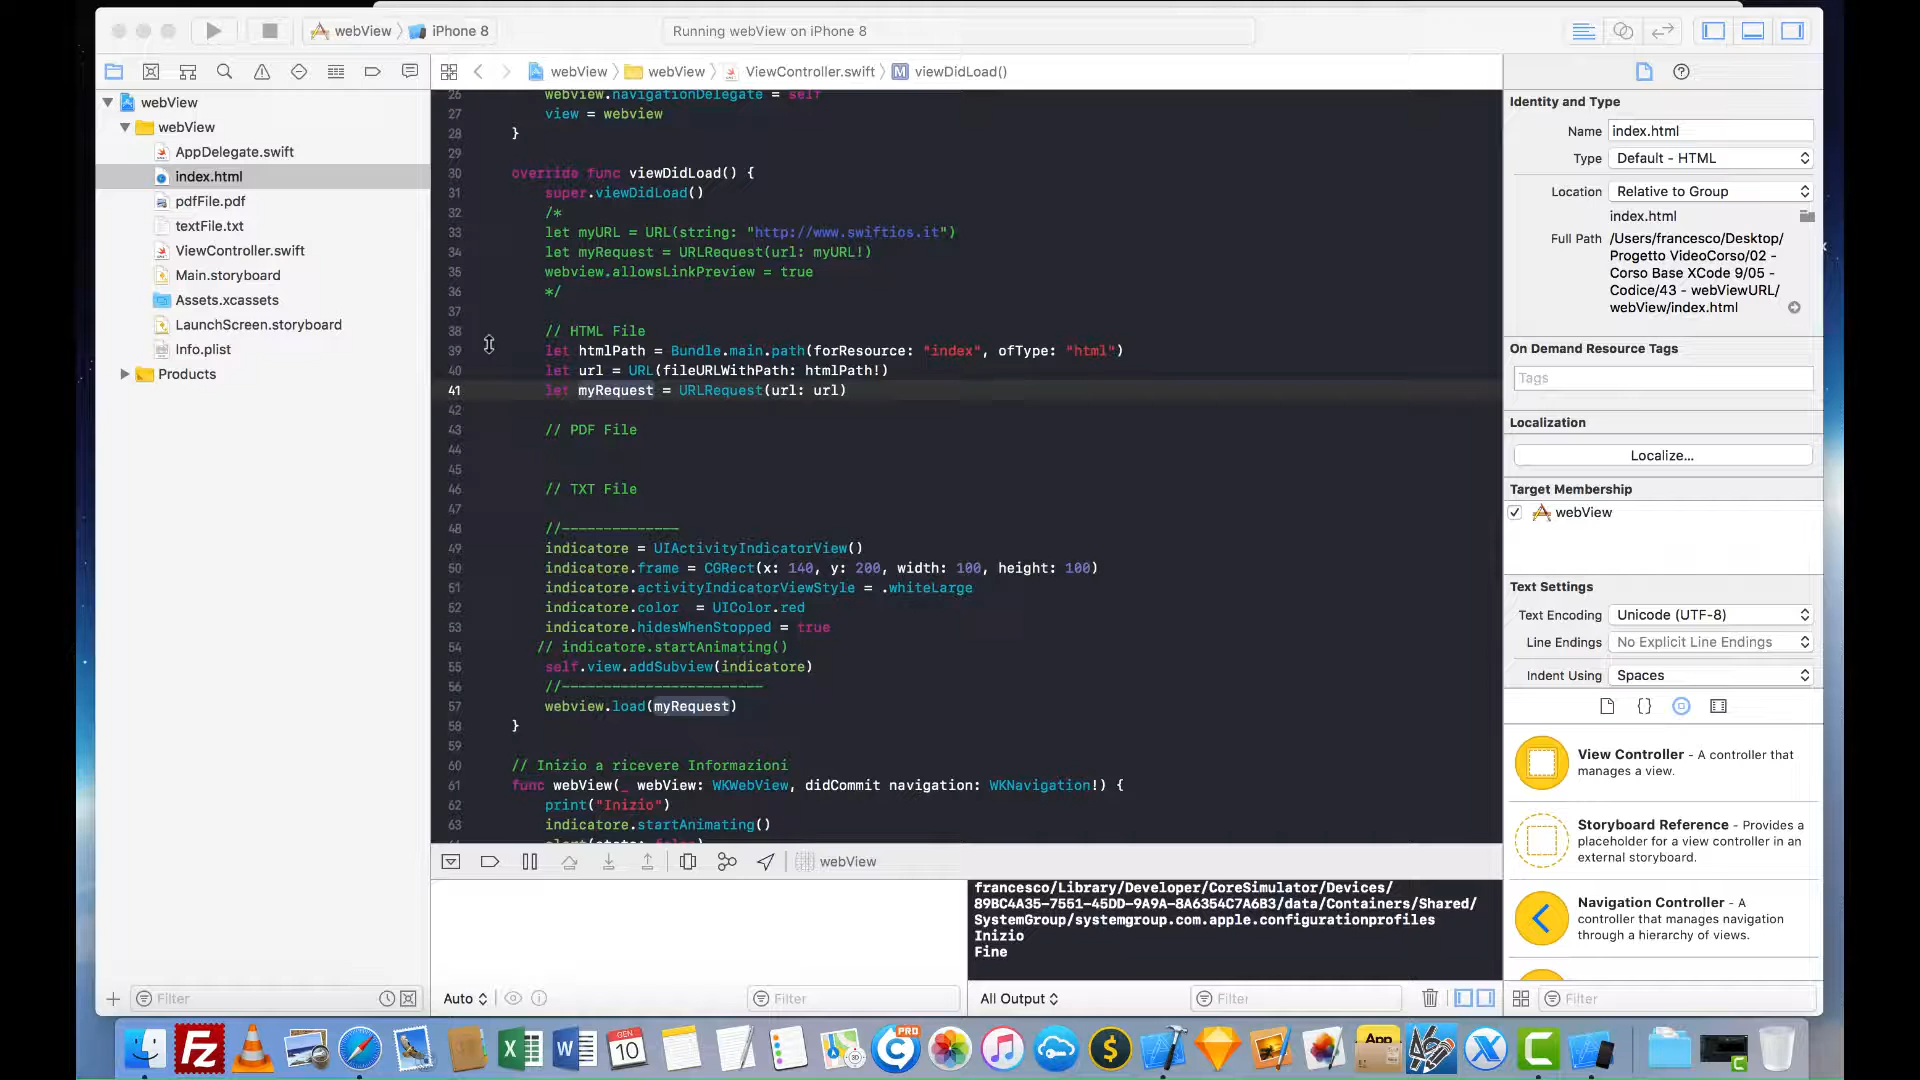 webView
iPhone 8
Running webView on iPhone 8
webView
webView
ViewController.swift
M
viewDidLoad()
webView
webView
AppDelegate.swift
index.html
pdfFile.pdf
textFile.txt
ViewController.swift
Main.storyboard
Assets.xcassets
LaunchScreen.storyboard
Info.plist
Products
26 webview.navigationDelegate = self
27 view = webview
28 }
29
30 override func viewDidLoad() {
31 super.viewDidLoad()
32 /*
33 let myURL = URL(string: "http://www.swiftios.it")
34 let myRequest = URLRequest(url: myURL!)
35 webview.allowsLinkPreview = true
36 */
37
38 // HTML File
39 let htmlPath = Bundle.main.path(forResource: "index", ofType: "html")
40 let url = URL(fileURLWithPath: htmlPath!)
41 let myRequest = URLRequest(url: url)
42
43 // PDF File
44
45
46 // TXT File
47
48 //--------------
49 indicatore = UIActivityIndicatorView()
50 indicatore.frame = CGRect(x: 140, y: 200, width: 100, height: 100)
51 indicatore.activityIndicatorViewStyle = .whiteLarge
52 indicatore.color  = UIColor.red
53 indicatore.hidesWhenStopped = true
54 // indicatore.startAnimating()
55 self.view.addSubview(indicatore)
56 //------------------------
57 webview.load(myRequest)
58 }
59
60 // Inizio a ricevere Informazioni
61 func webView(_ webView: WKWebView, didCommit navigation: WKNavigation!) {
62 print("Inizio")
63 indicatore.startAnimating()
webView
francesco/Library/Developer/CoreSimulator/Devices/
89BC4A35-7551-45DD-9A9A-8A6354C7A6B3/data/Containers/Shared/
SystemGroup/systemgroup.com.apple.configurationprofiles
Inizio
Fine
Filter
Auto
Filter
All Output
Filter
Filter
Identity and Type
Name index.html
Type Default - HTML
Location Relative to Group
index.html
Full Path /Users/francesco/Desktop/
Progetto VideoCorso/02 -
Corso Base XCode 9/05 -
Codice/43 - webViewURL/
webView/index.html
On Demand Resource Tags
Tags
Localization
Localize...
Target Membership
webView
Text Settings
Text Encoding Unicode (UTF-8)
Line Endings No Explicit Line Endings
Indent Using Spaces
View Controller - A controller that
manages a view.
Storyboard Reference - Provides a
placeholder for a view controller in an
external storyboard.
Navigation Controller - A
controller that manages navigation
through a hierarchy of views.
Fz
GEN
10
PRO
App